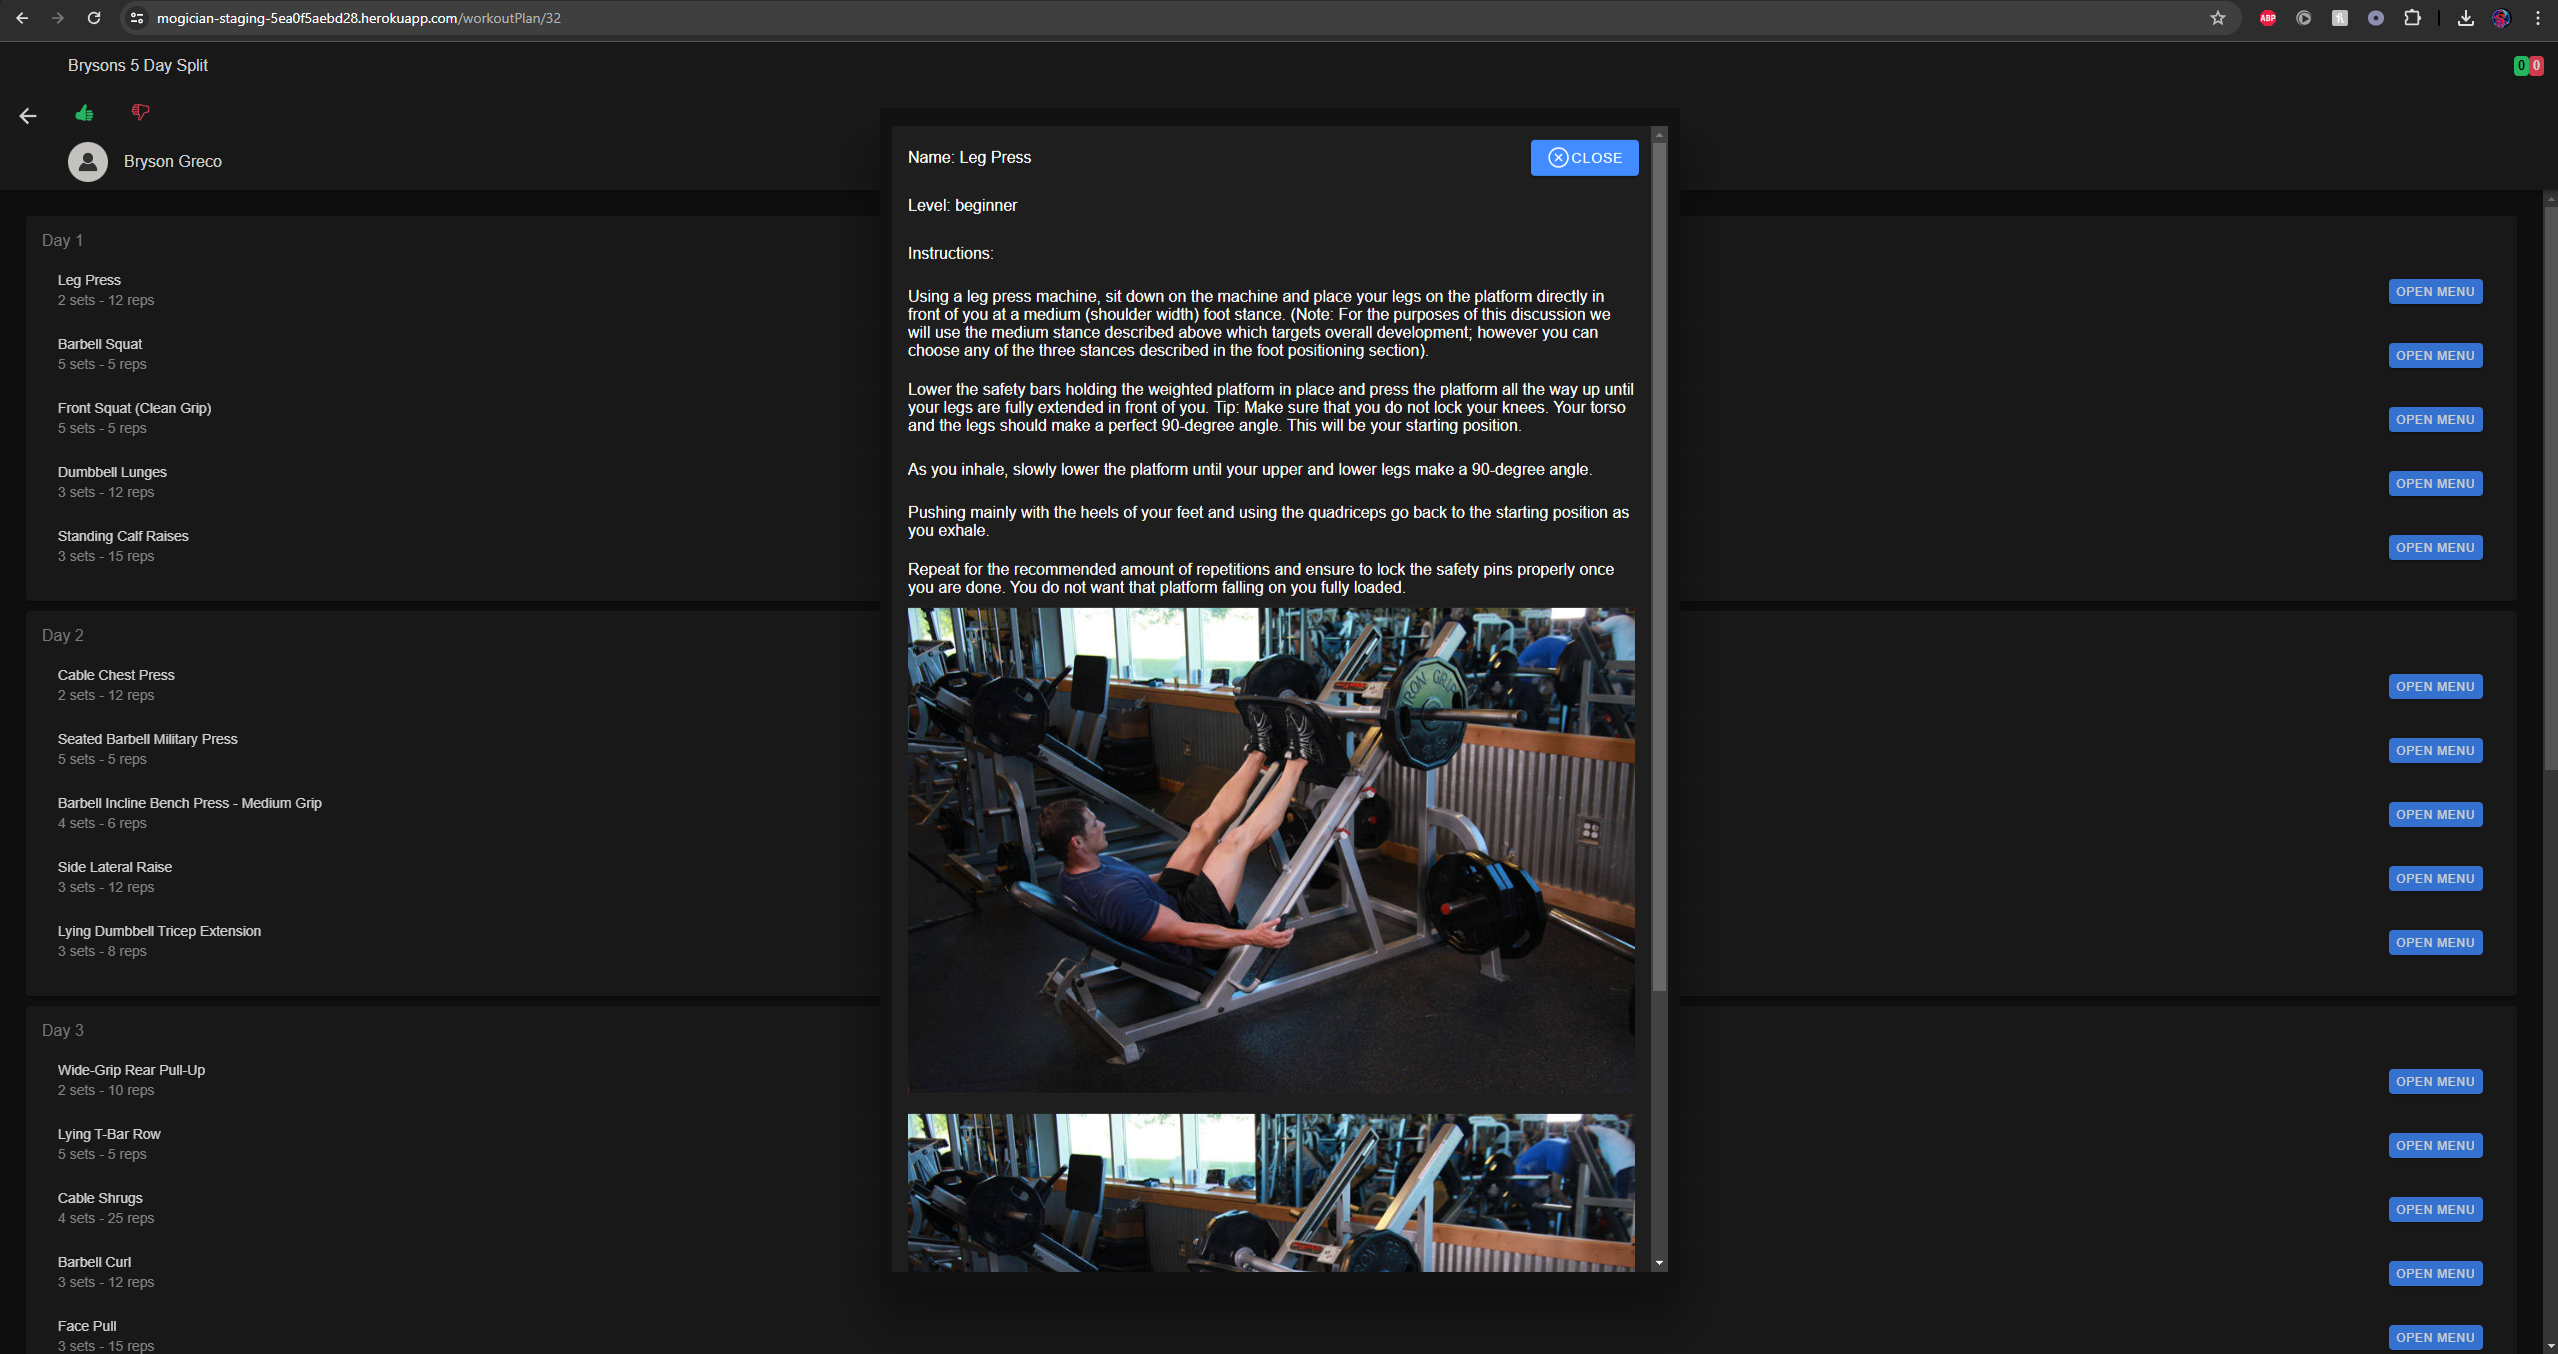 mogician-staging-5ea0f5aebd28.herokuapp.com/workoutPlan/32
ABP
Brysons 5 Day Split
0 0
Bryson Greco
Day 1
Leg Press
2 sets - 12 reps
OPEN MENU
Barbell Squat
5 sets - 5 reps
OPEN MENU
Front Squat (Clean Grip)
5 sets - 5 reps
OPEN MENU
Dumbbell Lunges
3 sets - 12 reps
OPEN MENU
Standing Calf Raises
3 sets - 15 reps
OPEN MENU
Day 2
Cable Chest Press
2 sets - 12 reps
OPEN MENU
Seated Barbell Military Press
5 sets - 5 reps
OPEN MENU
Barbell Incline Bench Press - Medium Grip
4 sets - 6 reps
OPEN MENU
Side Lateral Raise
3 sets - 12 reps
OPEN MENU
Lying Dumbbell Tricep Extension
3 sets - 8 reps
OPEN MENU
Day 3
Wide-Grip Rear Pull-Up
2 sets - 10 reps
OPEN MENU
Lying T-Bar Row
5 sets - 5 reps
OPEN MENU
Cable Shrugs
4 sets - 25 reps
OPEN MENU
Barbell Curl
3 sets - 12 reps
OPEN MENU
Face Pull
3 sets - 15 reps
OPEN MENU
Name: Leg Press
CLOSE
Level: beginner
Instructions:
Using a leg press machine, sit down on the machine and place your legs on the platform directly in
front of you at a medium (shoulder width) foot stance. (Note: For the purposes of this discussion we
will use the medium stance described above which targets overall development; however you can
choose any of the three stances described in the foot positioning section).
Lower the safety bars holding the weighted platform in place and press the platform all the way up until
your legs are fully extended in front of you. Tip: Make sure that you do not lock your knees. Your torso
and the legs should make a perfect 90-degree angle. This will be your starting position.
As you inhale, slowly lower the platform until your upper and lower legs make a 90-degree angle.
Pushing mainly with the heels of your feet and using the quadriceps go back to the starting position as
you exhale.
Repeat for the recommended amount of repetitions and ensure to lock the safety pins properly once
you are done. You do not want that platform falling on you fully loaded.
IRON GRIP